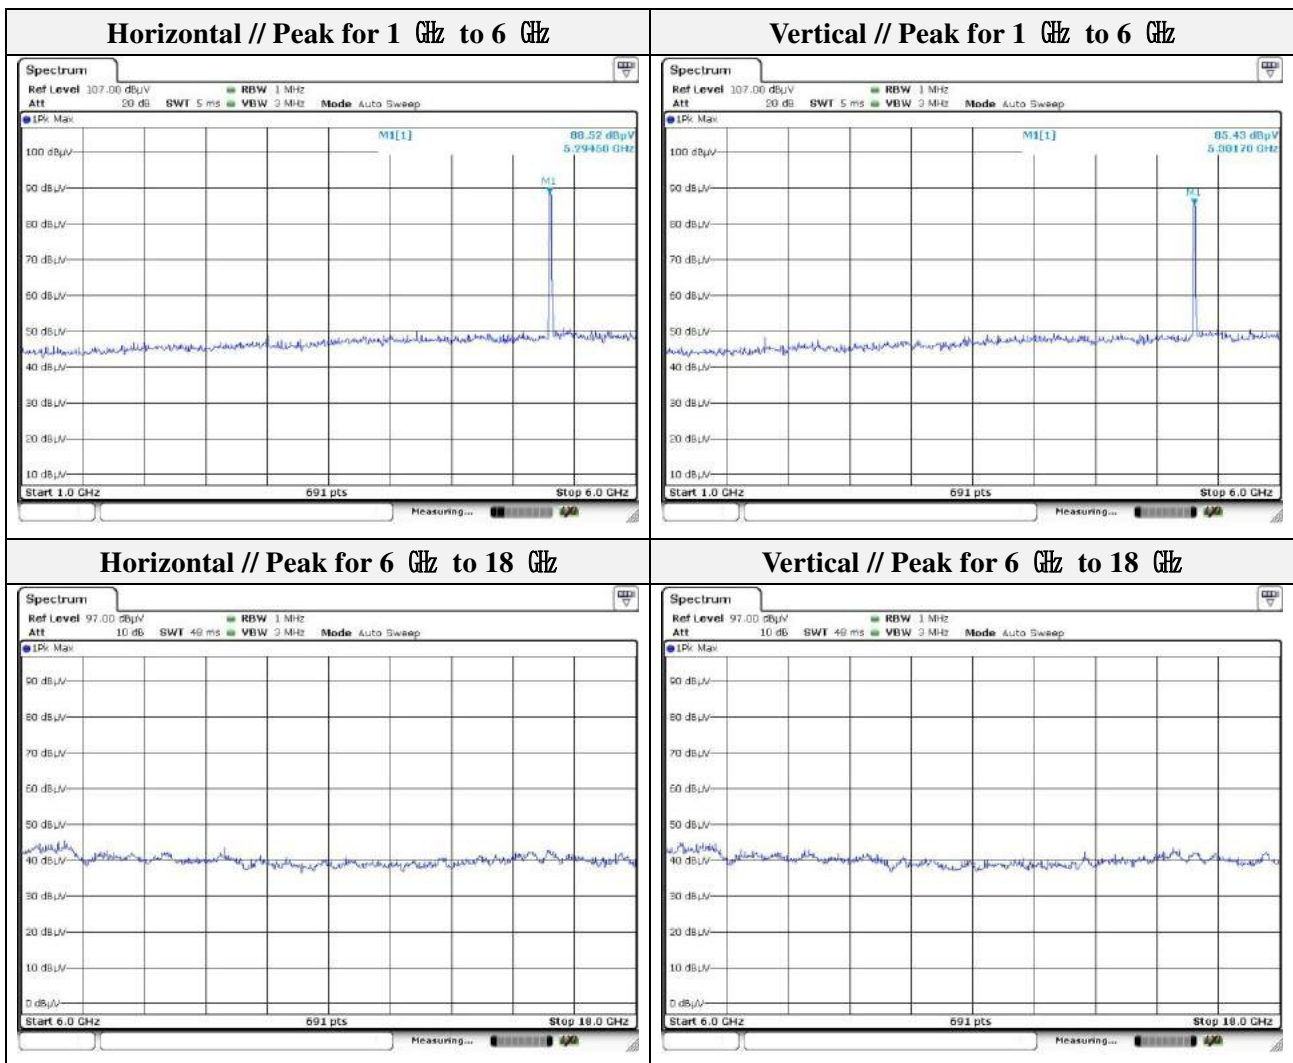 Horizontal // Peak for 1 ㎓ to 6 ㎓
Spectrum
Ref Level 107.00 dBµV RBW 1 MHz
Att 20 dB SWT 5 ms VBW 3 MHz Mode Auto Sweep
1Pk Max
M1[1] 88.52 dBµV
5.29450 GHz
M1
100 dBµV
90 dBµV
80 dBµV
70 dBµV
60 dBµV
50 dBµV
40 dBµV
30 dBµV
20 dBµV
10 dBµV
Start 1.0 GHz 691 pts Stop 6.0 GHz
Measuring...
Vertical // Peak for 1 ㎓ to 6 ㎓
Spectrum
Ref Level 107.00 dBµV RBW 1 MHz
Att 20 dB SWT 5 ms VBW 3 MHz Mode Auto Sweep
1Pk Max
M1[1] 85.43 dBµV
5.30170 GHz
M1
100 dBµV
90 dBµV
80 dBµV
70 dBµV
60 dBµV
50 dBµV
40 dBµV
30 dBµV
20 dBµV
10 dBµV
Start 1.0 GHz 691 pts Stop 6.0 GHz
Measuring...
Horizontal // Peak for 6 ㎓ to 18 ㎓
Spectrum
Ref Level 97.00 dBµV RBW 1 MHz
Att 10 dB SWT 48 ms VBW 3 MHz Mode Auto Sweep
1Pk Max
90 dBµV
80 dBµV
70 dBµV
60 dBµV
50 dBµV
40 dBµV
30 dBµV
20 dBµV
10 dBµV
0 dBµV
Start 6.0 GHz 691 pts Stop 18.0 GHz
Measuring...
Vertical // Peak for 6 ㎓ to 18 ㎓
Spectrum
Ref Level 97.00 dBµV RBW 1 MHz
Att 10 dB SWT 48 ms VBW 3 MHz Mode Auto Sweep
1Pk Max
90 dBµV
80 dBµV
70 dBµV
60 dBµV
50 dBµV
40 dBµV
30 dBµV
20 dBµV
10 dBµV
0 dBµV
Start 6.0 GHz 691 pts Stop 18.0 GHz
Measuring...